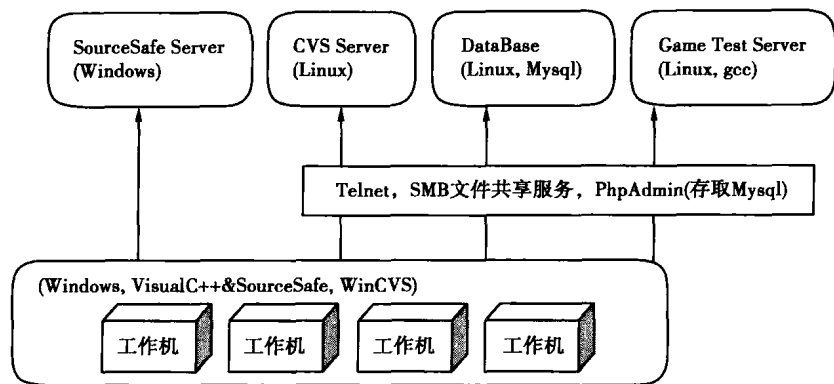 SourceSafe Server
(Windows)
CVS Server
(Linux)
DataBase
(Linux, Mysql)
Game Test Server
(Linux, gcc)
Telnet，SMB文件共享服务，PhpAdmin(存取Mysql)
(Windows, VisualC++&SourceSafe, WinCVS)
工作机
工作机
工作机
工作机